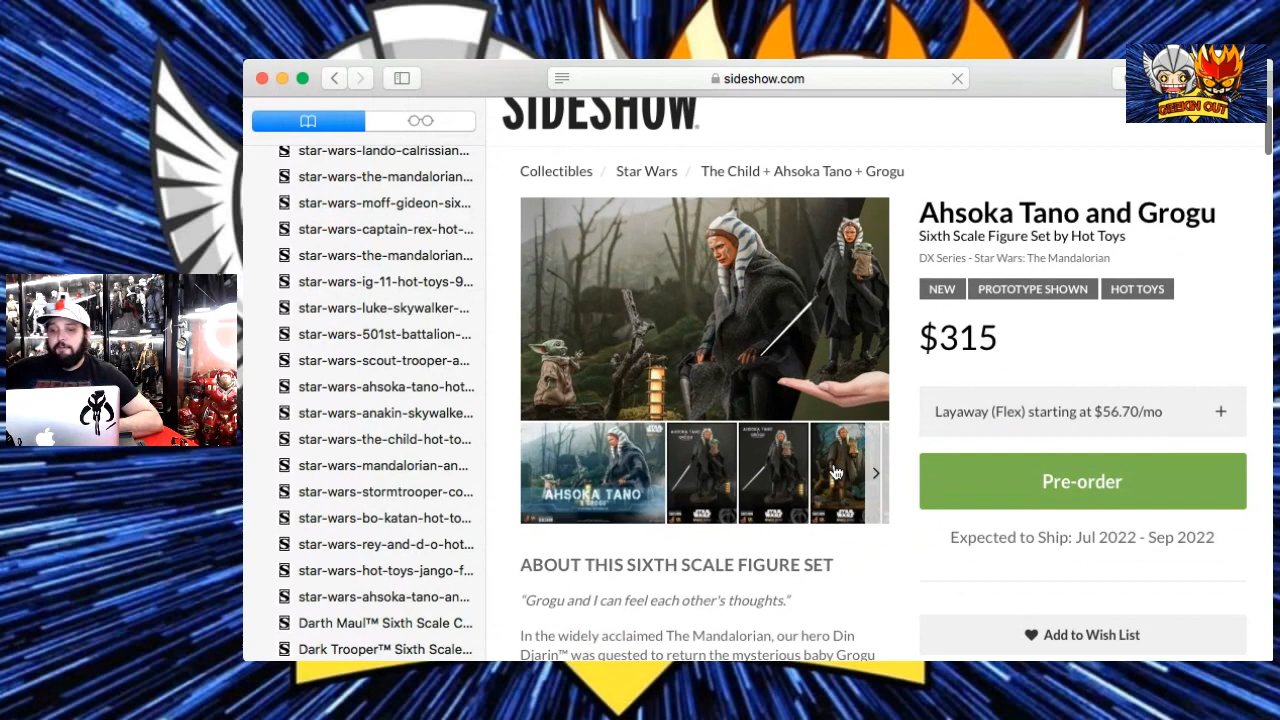 sideshow.com
GEEKIN OUT
SIDESHOW
star-wars-lando-calrissian...
star-wars-the-mandalorian...
star-wars-moff-gideon-six...
star-wars-captain-rex-hot-...
star-wars-the-mandalorian...
star-wars-ig-11-hot-toys-9...
star-wars-luke-skywalker-...
star-wars-501st-battalion-...
star-wars-scout-trooper-a...
star-wars-ahsoka-tano-hot...
star-wars-anakin-skywalke...
star-wars-the-child-hot-to...
star-wars-mandalorian-an...
star-wars-stormtrooper-co...
star-wars-bo-katan-hot-to...
star-wars-rey-and-d-o-hot...
star-wars-hot-toys-jango-f...
star-wars-ahsoka-tano-an...
Darth Maul™ Sixth Scale C...
Dark Trooper™ Sixth Scale...
Collectibles / Star Wars / The Child + Ahsoka Tano + Grogu
AHSOKA TANO
ABOUT THIS SIXTH SCALE FIGURE SET
“Grogu and I can feel each other's thoughts.”
In the widely acclaimed The Mandalorian, our hero Din
Djarin™ was quested to return the mysterious baby Grogu
Ahsoka Tano and Grogu
Sixth Scale Figure Set by Hot Toys
DX Series - Star Wars: The Mandalorian
NEW
PROTOTYPE SHOWN
HOT TOYS
$315
Layaway (Flex) starting at $56.70/mo +
Pre-order
Expected to Ship: Jul 2022 - Sep 2022
Add to Wish List